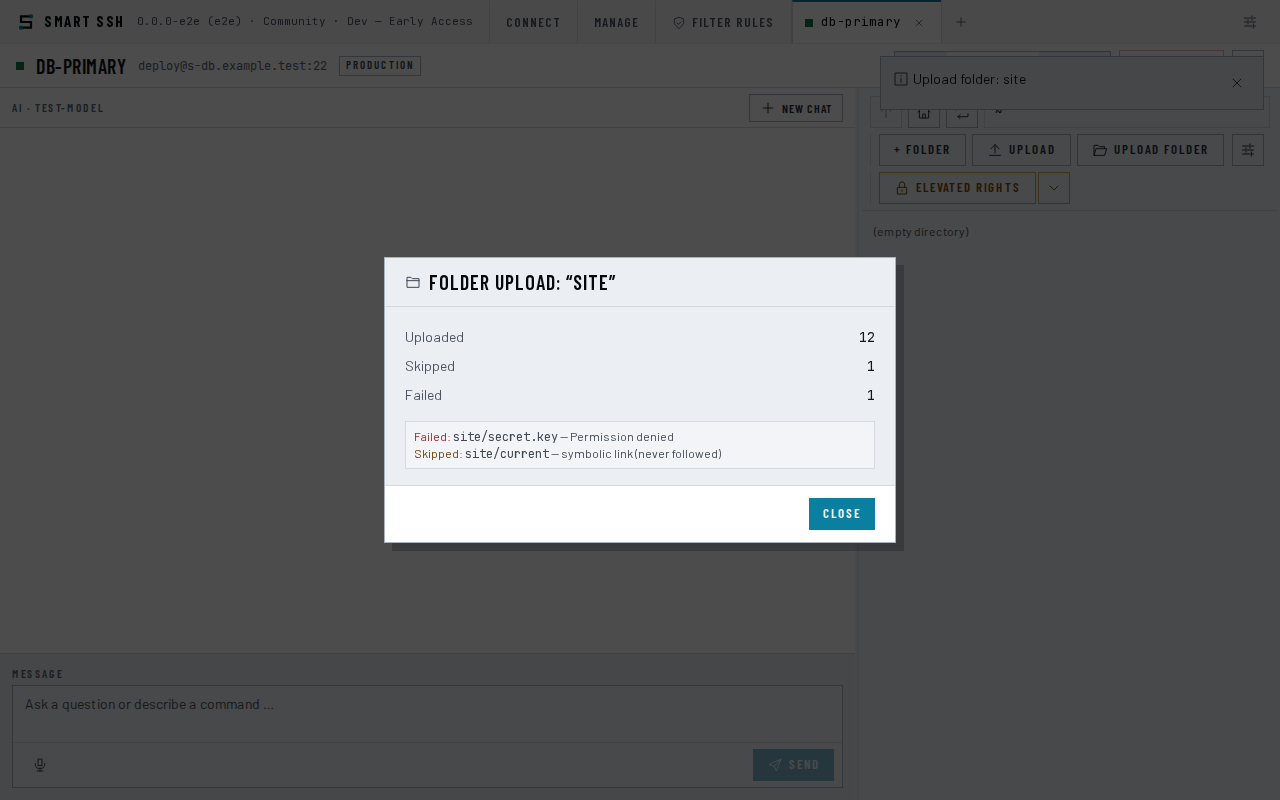 SMART SSH 0.0.0-e2e (e2e) · Community · Dev — Early Access CONNECT MANAGE FILTER RULES db-primary
DB-PRIMARY deploy@s-db.example.test:22 PRODUCTION
Upload folder: site
AI · TEST-MODEL NEW CHAT
~
+ FOLDER UPLOAD UPLOAD FOLDER
ELEVATED RIGHTS
(empty directory)
FOLDER UPLOAD: “SITE”
Uploaded 12
Skipped 1
Failed 1
Failed: site/secret.key — Permission denied
Skipped: site/current — symbolic link (never followed)
CLOSE
MESSAGE
Ask a question or describe a command …
SEND